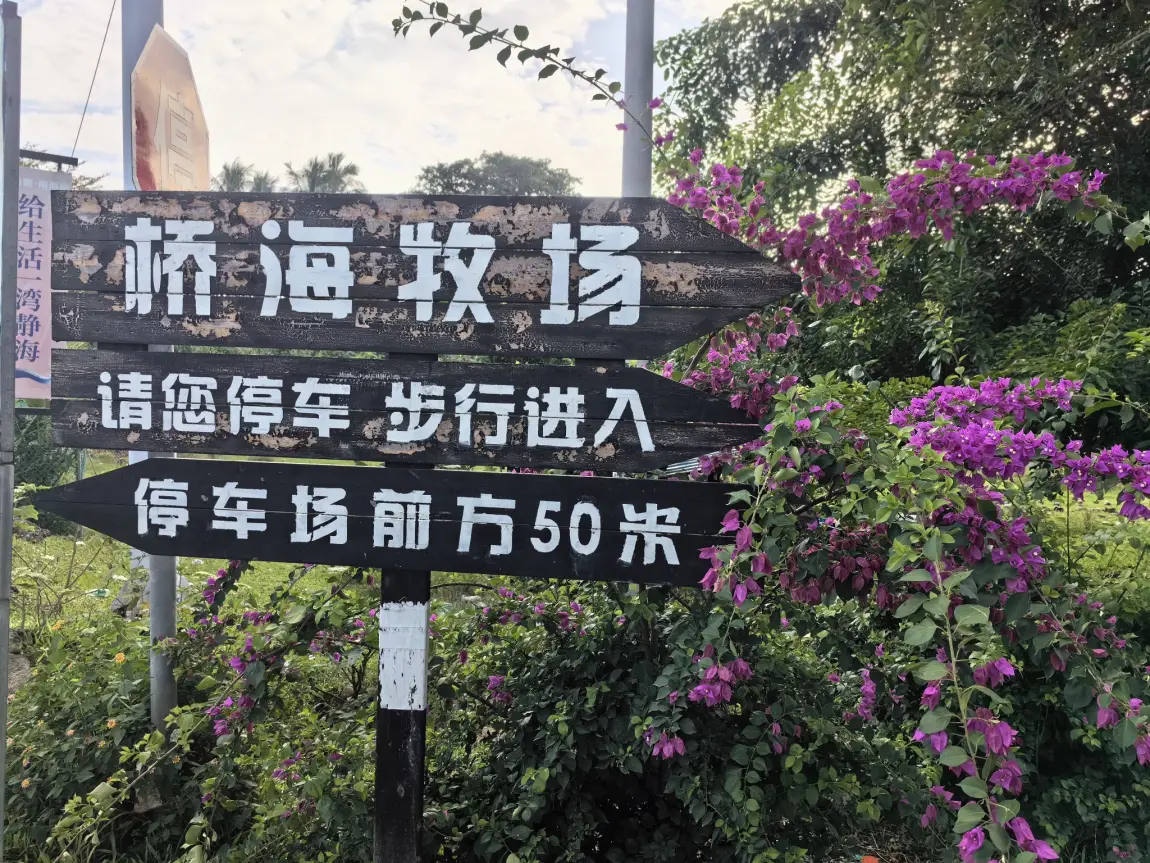 桥海牧场
请您停车 步行进入
停车场前方50米
给生活
湾静海